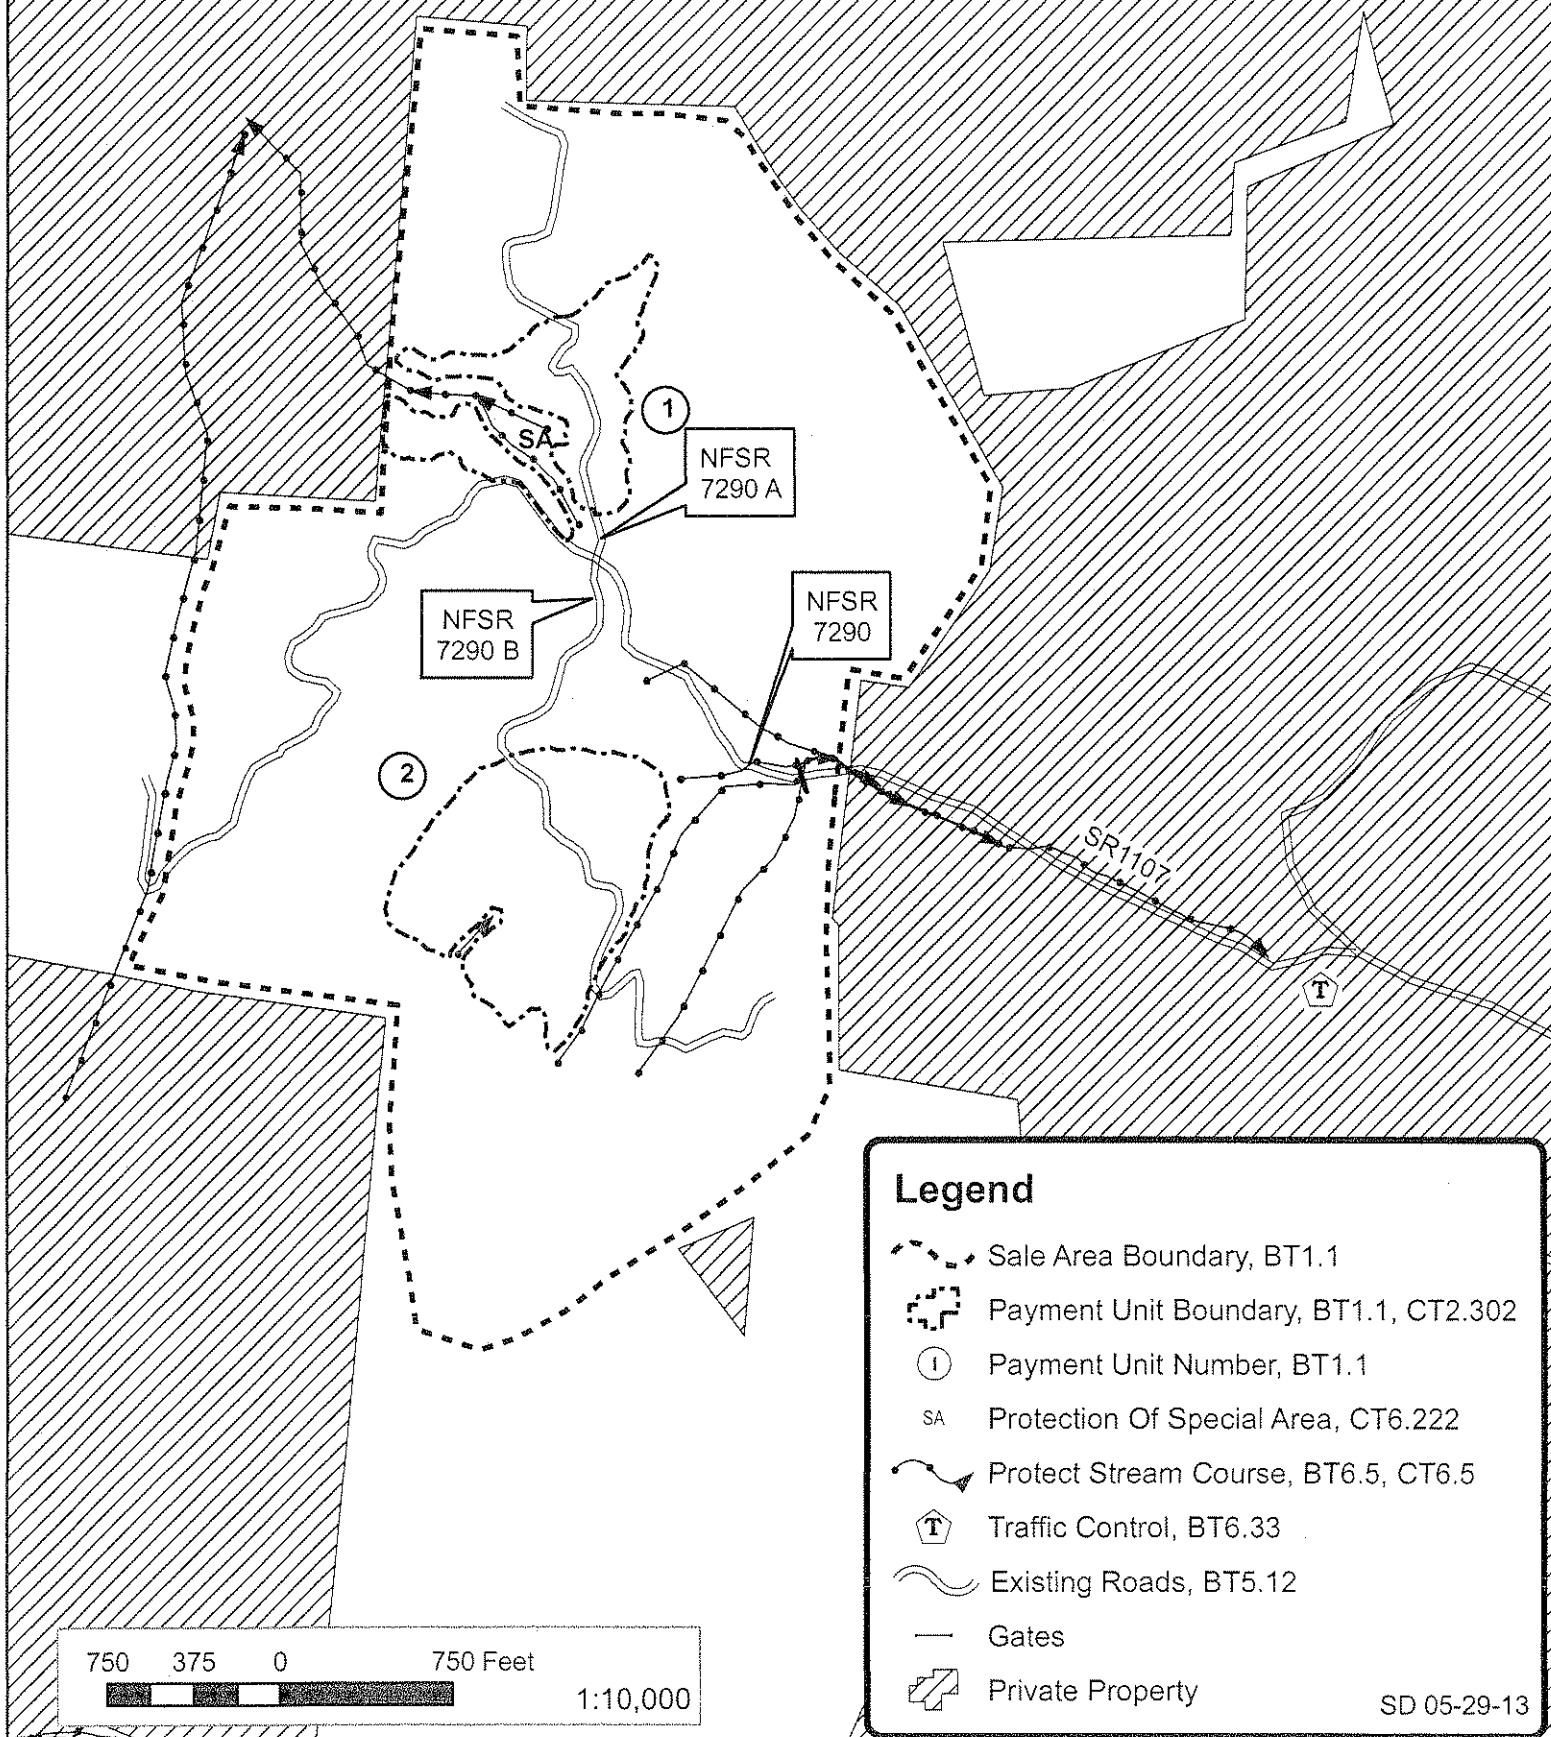 1
SA
NFSR
7290 A
NFSR
7290 B
NFSR
7290
2
SR1107
T
Legend
Sale Area Boundary, BT1.1
Payment Unit Boundary, BT1.1, CT2.302
1 Payment Unit Number, BT1.1
SA Protection Of Special Area, CT6.222
Protect Stream Course, BT6.5, CT6.5
T Traffic Control, BT6.33
Existing Roads, BT5.12
Gates
Private Property
SD 05-29-13
750 375 0 750 Feet
1:10,000